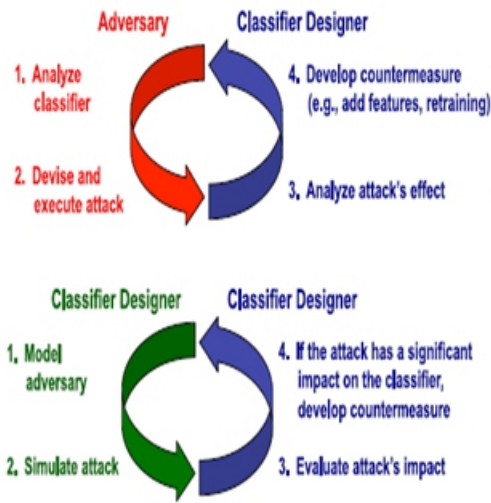 Adversary
Classifier Designer
1. Analyze
classifier
4. Develop countermeasure
(e.g., add features, retraining)
2. Devise and
execute attack
3. Analyze attack's effect
Classifier Designer
Classifier Designer
1. Model
adversary
4. If the attack has a significant
impact on the classifier,
develop countermeasure
2. Simulate attack
3. Evaluate attack's impact